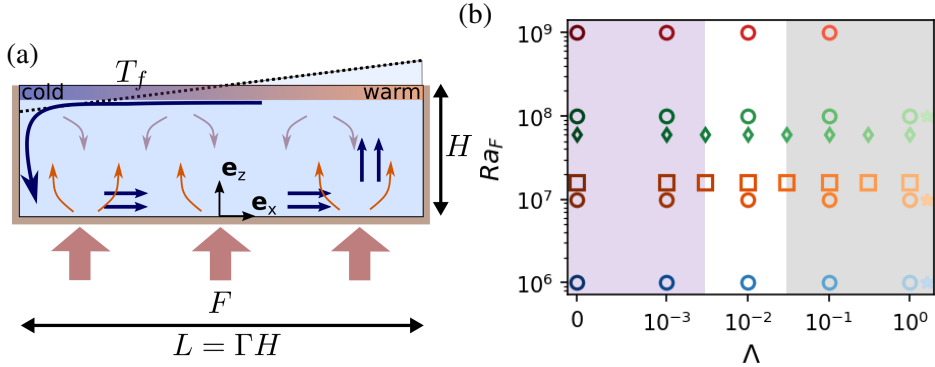 (a)
T_f
cold
warm
H
e_z
e_x
F
L = ΓH
(b)
Ra_F
10^9
10^8
10^7
10^6
0
10^−3
10^−2
10^−1
10^0
Λ